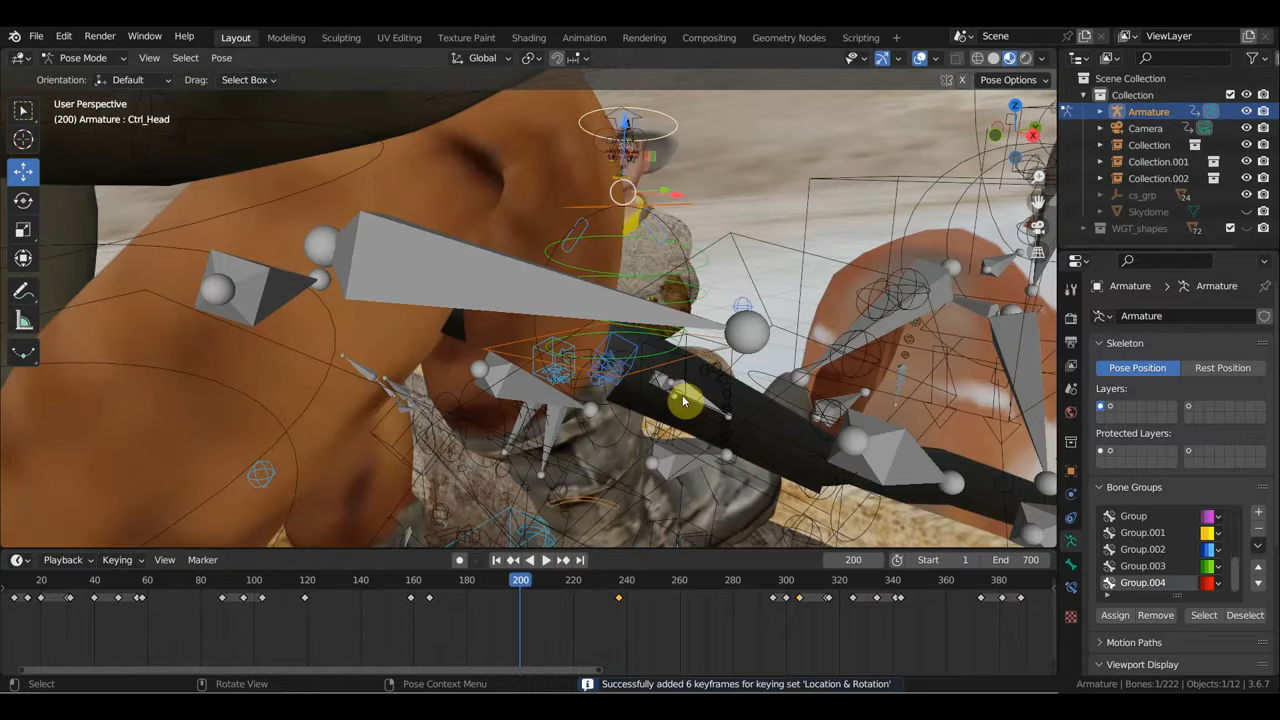 File Edit Render Window Help Layout Modeling Sculpting UV Editing Texture Paint Shading Animation Rendering Compositing Geometry Nodes Scripting + Scene ViewLayer
Pose Mode View Select Pose Global
Orientation: Default Drag: Select Box X Pose Options
User Perspective
(200) Armature : Ctrl_Head
Z
X
Scene Collection
Collection
Armature
Camera
Collection
Collection.001
Collection.002
cs_grp 24
Skydome
WGT_shapes 72
Armature > Armature
Armature
Skeleton
Pose Position Rest Position
Layers:
Protected Layers:
Bone Groups
Group
Group.001
Group.002
Group.003
Group.004
Assign Remove Select Deselect
Motion Paths
Viewport Display
Playback Keying View Marker 200 Start 1 End 700
20 40 60 80 100 120 140 160 180 200 220 240 260 280 300 320 340 360 380
Select Rotate View Pose Context Menu Successfully added 6 keyframes for keying set 'Location & Rotation' Armature | Bones:1/222 | Objects:1/12 | 3.6.7